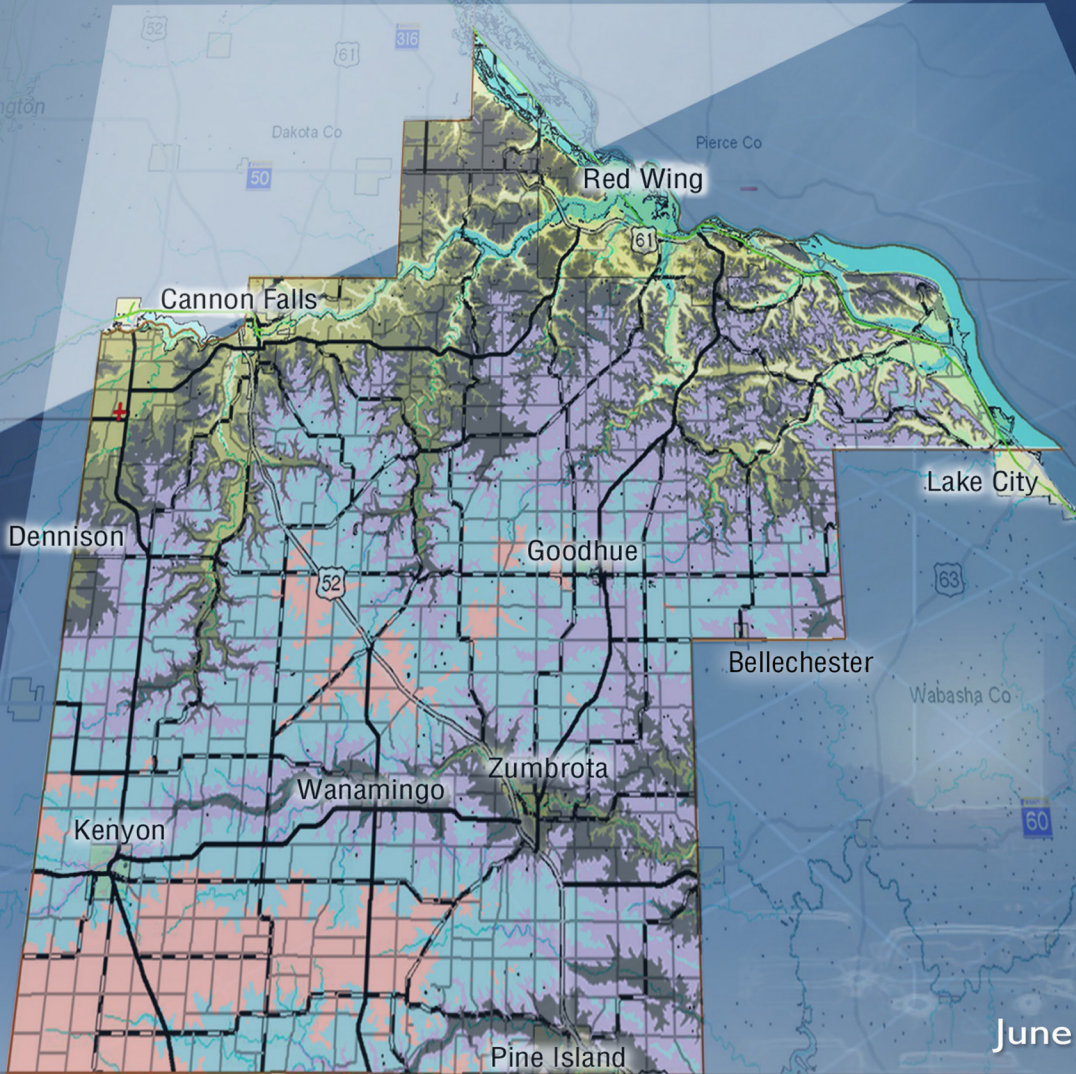 52
61
316
Dakota Co
Pierce Co
50
Red Wing
61
Cannon Falls
Lake City
Dennison
Goodhue
52
63
Bellechester
Wabasha Co
Zumbrota
Wanamingo
Kenyon
60
June
Pine Island